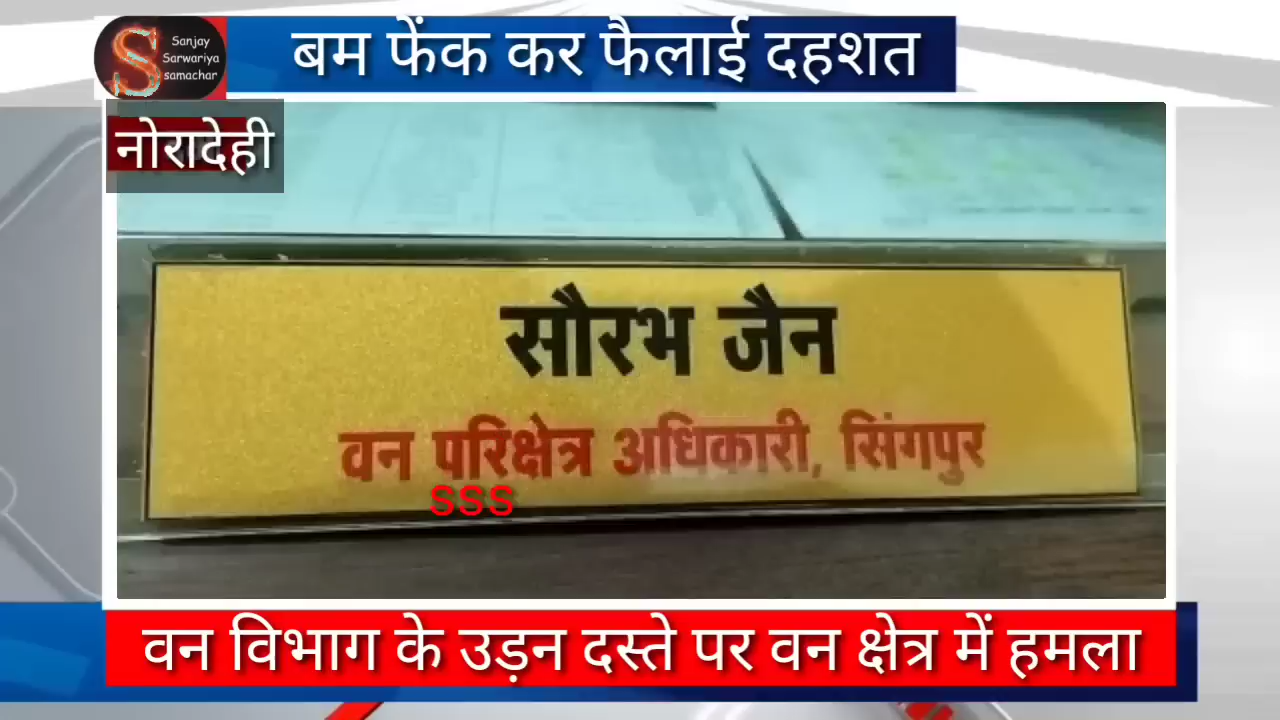 Sanjay
Sarwariya
samachar
बम फेंक कर फैलाई दहशत
नोरादेही
सौरभ जैन
वन परिक्षेत्र अधिकारी, सिंगपुर
SSS
वन विभाग के उड़न दस्ते पर वन क्षेत्र में हमला